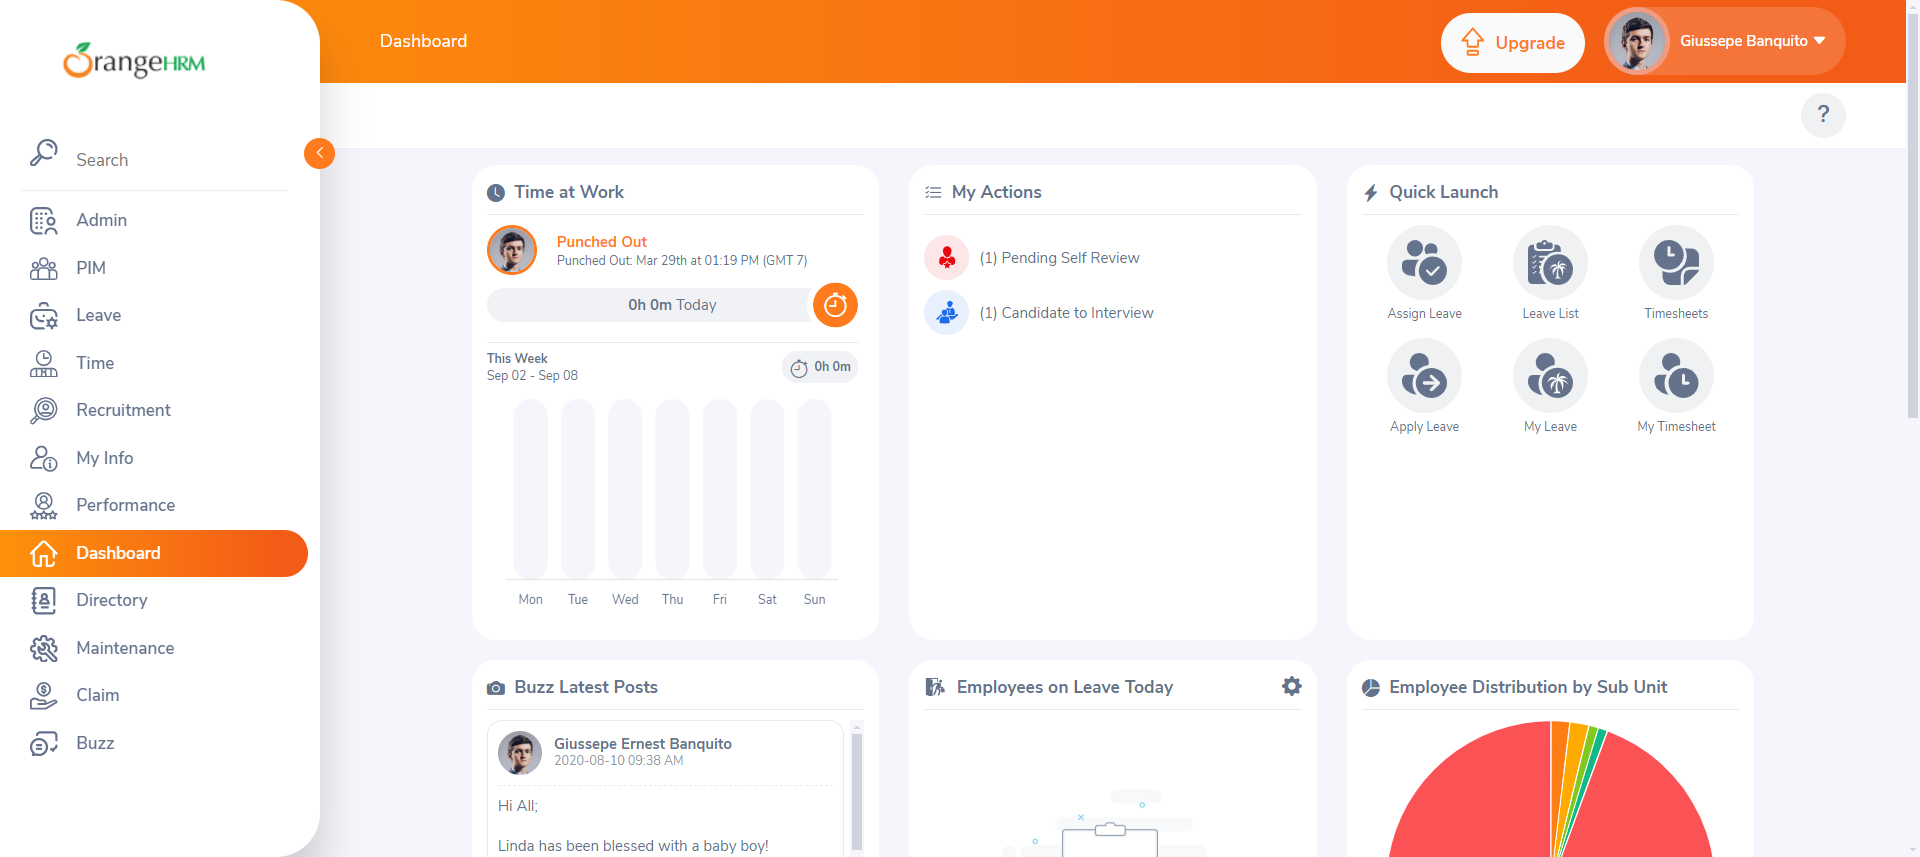 OrangeHRM
Search
Admin
PIM
Leave
Time
Recruitment
My Info
Performance
Dashboard
Directory
Maintenance
Claim
Buzz
Dashboard
Upgrade
Giussepe Banquito
?
Time at Work
Punched Out
Punched Out: Mar 29th at 01:19 PM (GMT 7)
0h 0m Today
This Week
Sep 02 - Sep 08
0h 0m
Mon Tue Wed Thu Fri Sat Sun
My Actions
(1) Pending Self Review
(1) Candidate to Interview
Quick Launch
Assign Leave Leave List Timesheets
Apply Leave My Leave My Timesheet
Buzz Latest Posts
Giussepe Ernest Banquito
2020-08-10 09:38 AM
Hi All;
Linda has been blessed with a baby boy!
Employees on Leave Today
Employee Distribution by Sub Unit